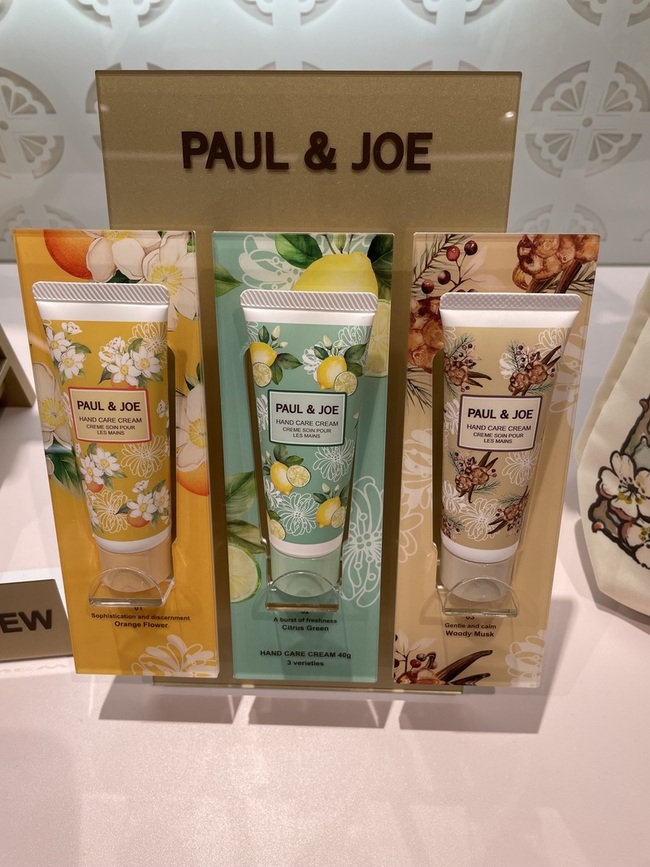 PAUL & JOE
PAUL & JOE
HAND CARE CREAM
CREME SOIN POUR
LES MAINS
01
Sophistication and discernment
Orange Flower
PAUL & JOE
HAND CARE CREAM
CREME SOIN POUR
LES MAINS
A burst of freshness
Citrus Green
HAND CARE CREAM 40g
3 varieties
PAUL & JOE
HAND CARE CREAM
CREME SOIN POUR
LES MAINS
03
Gentle and calm
Woody Musk
EW